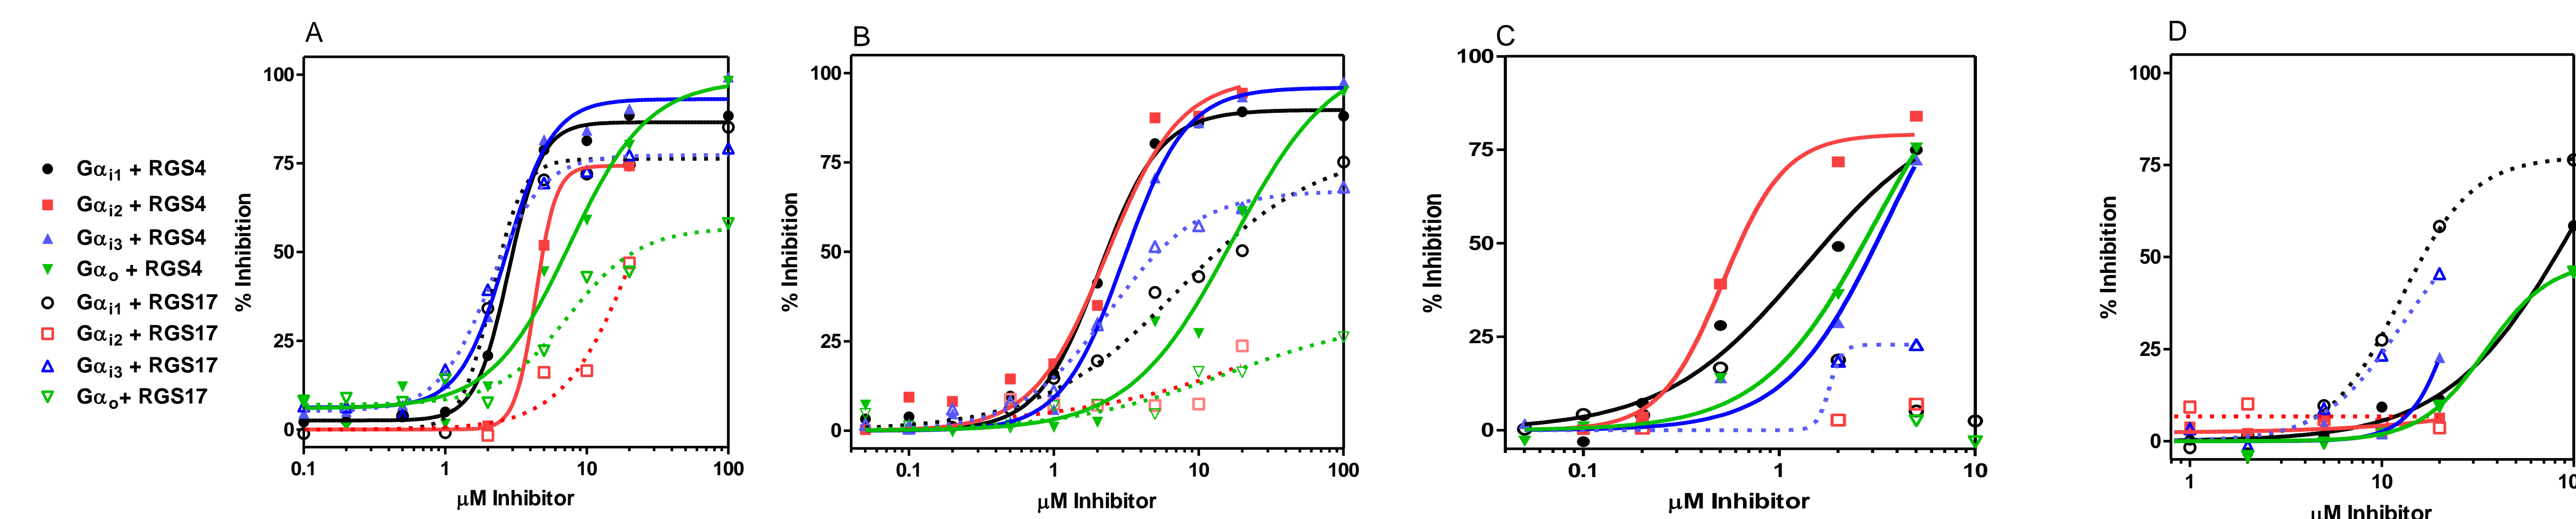 A
B
C
D
Gαi1 + RGS4
Gαi2 + RGS4
Gαi3 + RGS4
Gαo + RGS4
Gαi1 + RGS17
Gαi2 + RGS17
Gαi3 + RGS17
Gαo+ RGS17
% Inhibition
100
75
50
25
0
0.1 1 10 100
μM Inhibitor
% Inhibition
100
75
50
25
0
0.1 1 10 100
μM Inhibitor
% Inhibition
100
75
50
25
0
0.1 1 10
μM Inhibitor
% Inhibition
100
75
50
25
0
1 10 10
μM Inhibitor